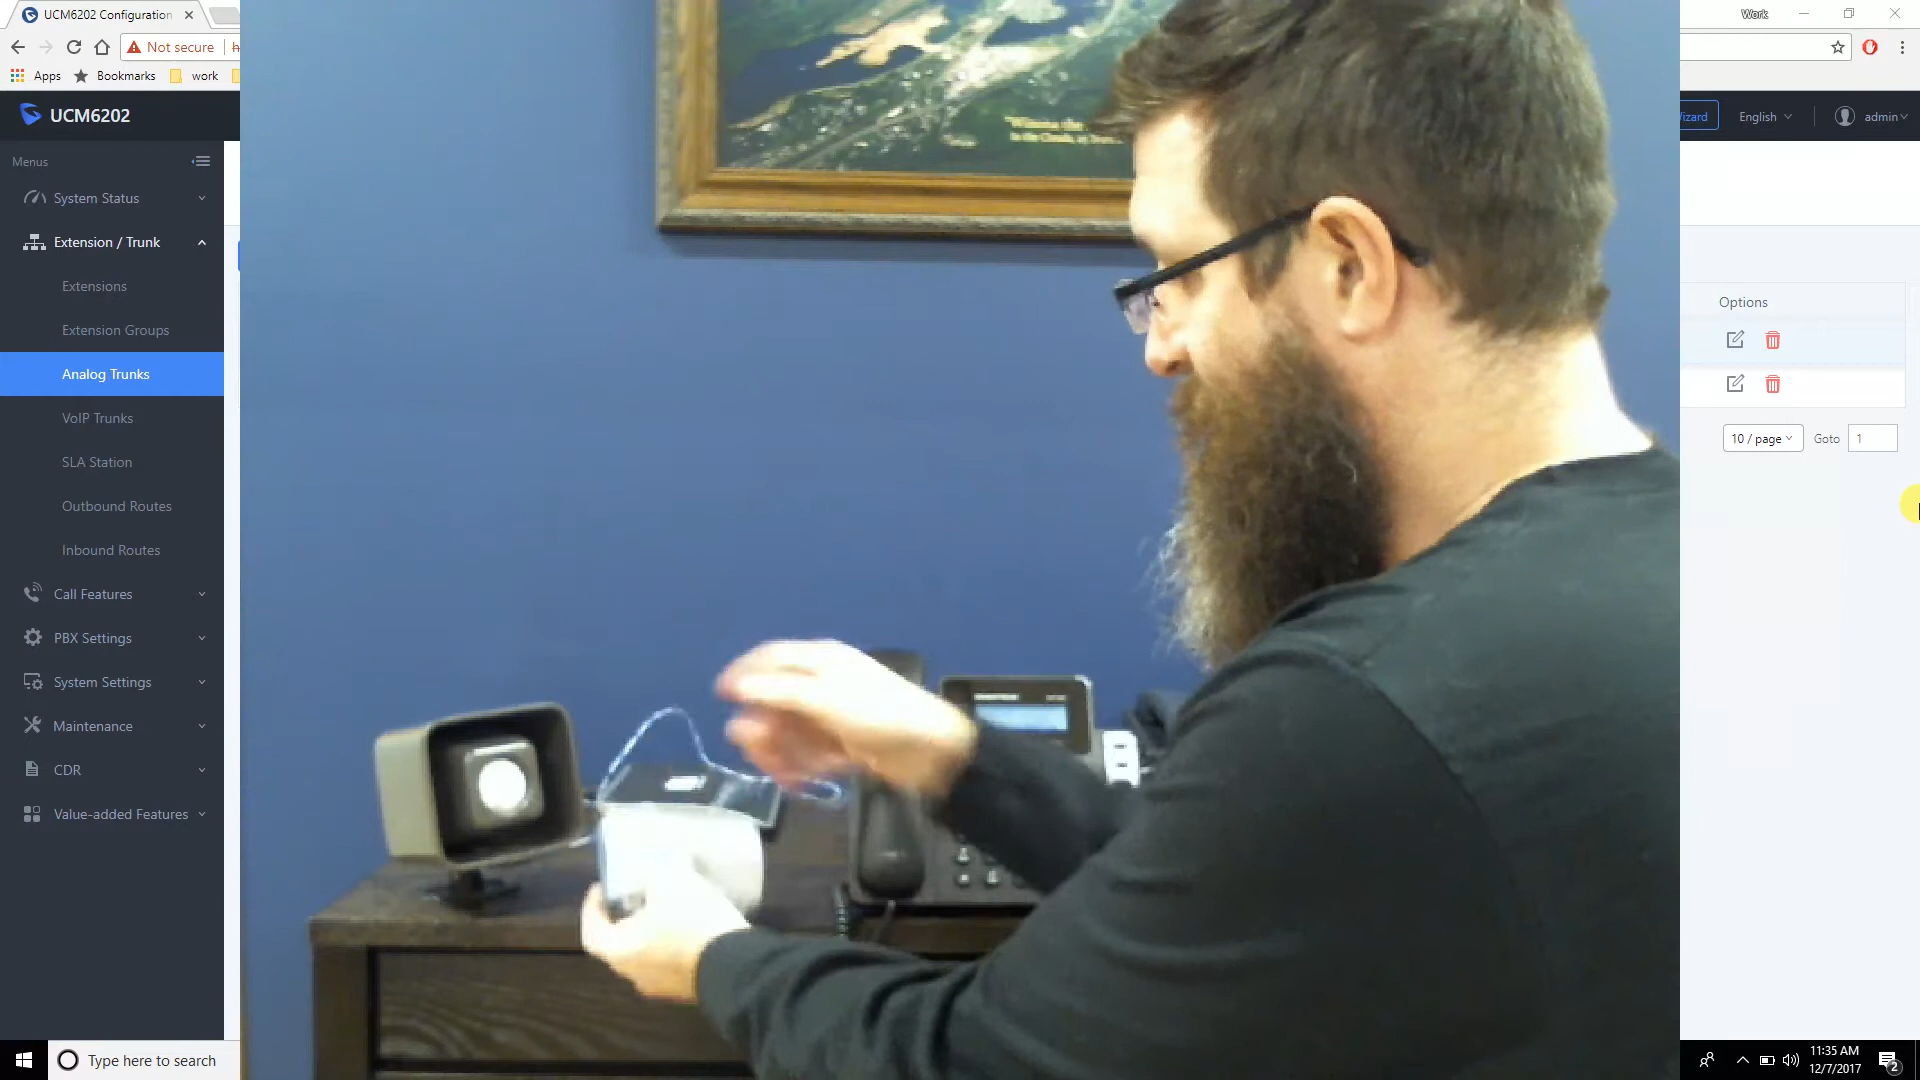 UCM6202 Configuration
Work
Not secure
Apps
Bookmarks
work
UCM6202
Wizard
English
admin
Menus
System Status
Extension / Trunk
Extensions
Extension Groups
Analog Trunks
VoIP Trunks
SLA Station
Outbound Routes
Inbound Routes
Call Features
PBX Settings
System Settings
Maintenance
CDR
Value-added Features
Options
10 / page
Goto
1
Type here to search
11:35 AM
12/7/2017
2